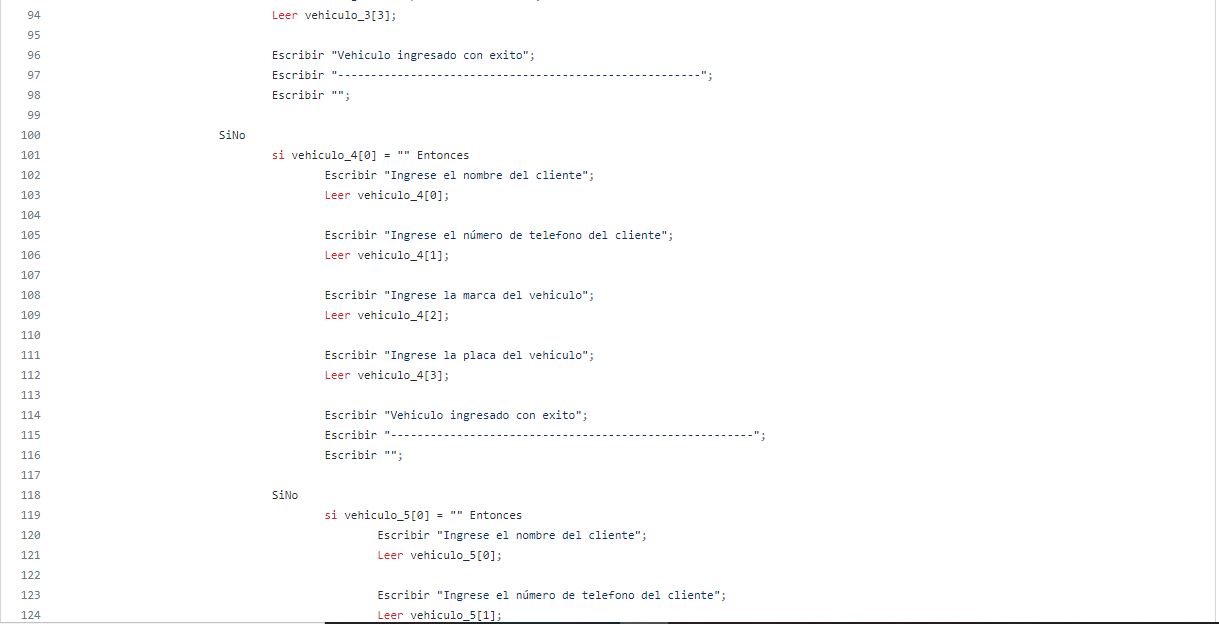 94 Leer vehiculo_3[3];
95
96 Escribir "Vehiculo ingresado con exito";
97 Escribir "-------------------------------------------------------";
98 Escribir "";
99
100 SiNo
101 si vehiculo_4[0] = "" Entonces
102 Escribir "Ingrese el nombre del cliente";
103 Leer vehiculo_4[0];
104
105 Escribir "Ingrese el número de telefono del cliente";
106 Leer vehiculo_4[1];
107
108 Escribir "Ingrese la marca del vehiculo";
109 Leer vehiculo_4[2];
110
111 Escribir "Ingrese la placa del vehiculo";
112 Leer vehiculo_4[3];
113
114 Escribir "Vehiculo ingresado con exito";
115 Escribir "-------------------------------------------------------";
116 Escribir "";
117
118 SiNo
119 si vehiculo_5[0] = "" Entonces
120 Escribir "Ingrese el nombre del cliente";
121 Leer vehiculo_5[0];
122
123 Escribir "Ingrese el número de telefono del cliente";
124 Leer vehiculo_5[1];